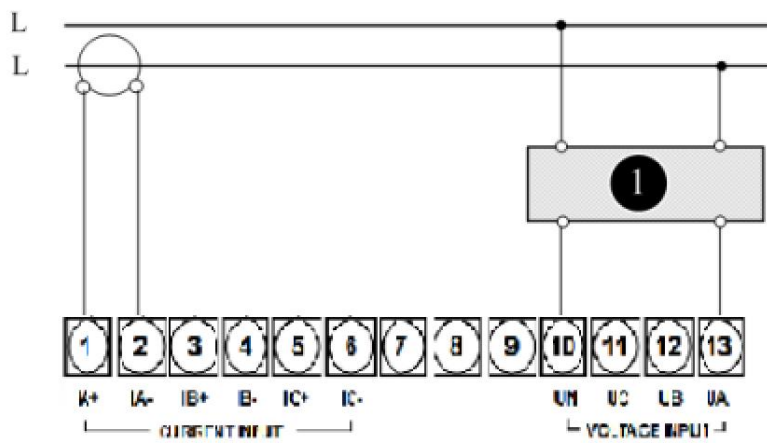 L
L
1
1 2 3 4 5 6 7 8 9 10 11 12 13
IA+ IA- IB+ IB- IC+ IC- UN UC UB UA
CURRENT INPUT VOLTAGE INPUT